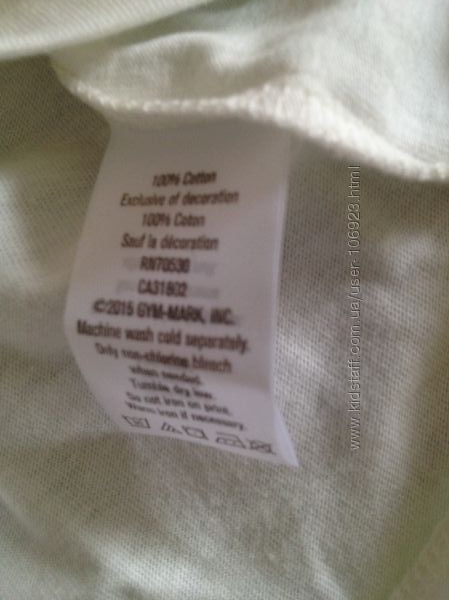 100% Cotton
Exclusive of decoration
100% Coton
Sauf la décoration
RN70530
CA31802
©2015 GYM-MARK, INC.
Machine wash cold separately.
Only non-chlorine bleach
when needed.
Tumble dry low.
Do not iron on print.
Warm iron if necessary.
www.kidstaff.com.ua/user-106923.html